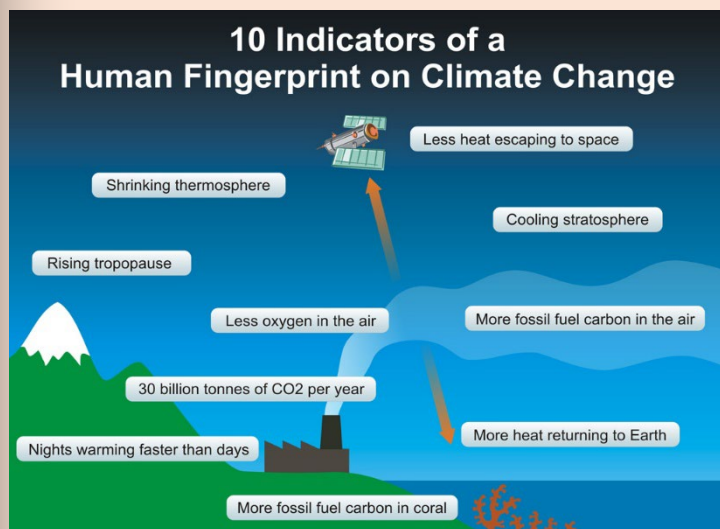 10 Indicators of a
Human Fingerprint on Climate Change
Less heat escaping to space
Shrinking thermosphere
Cooling stratosphere
Rising tropopause
Less oxygen in the air
More fossil fuel carbon in the air
30 billion tonnes of CO2 per year
More heat returning to Earth
Nights warming faster than days
More fossil fuel carbon in coral